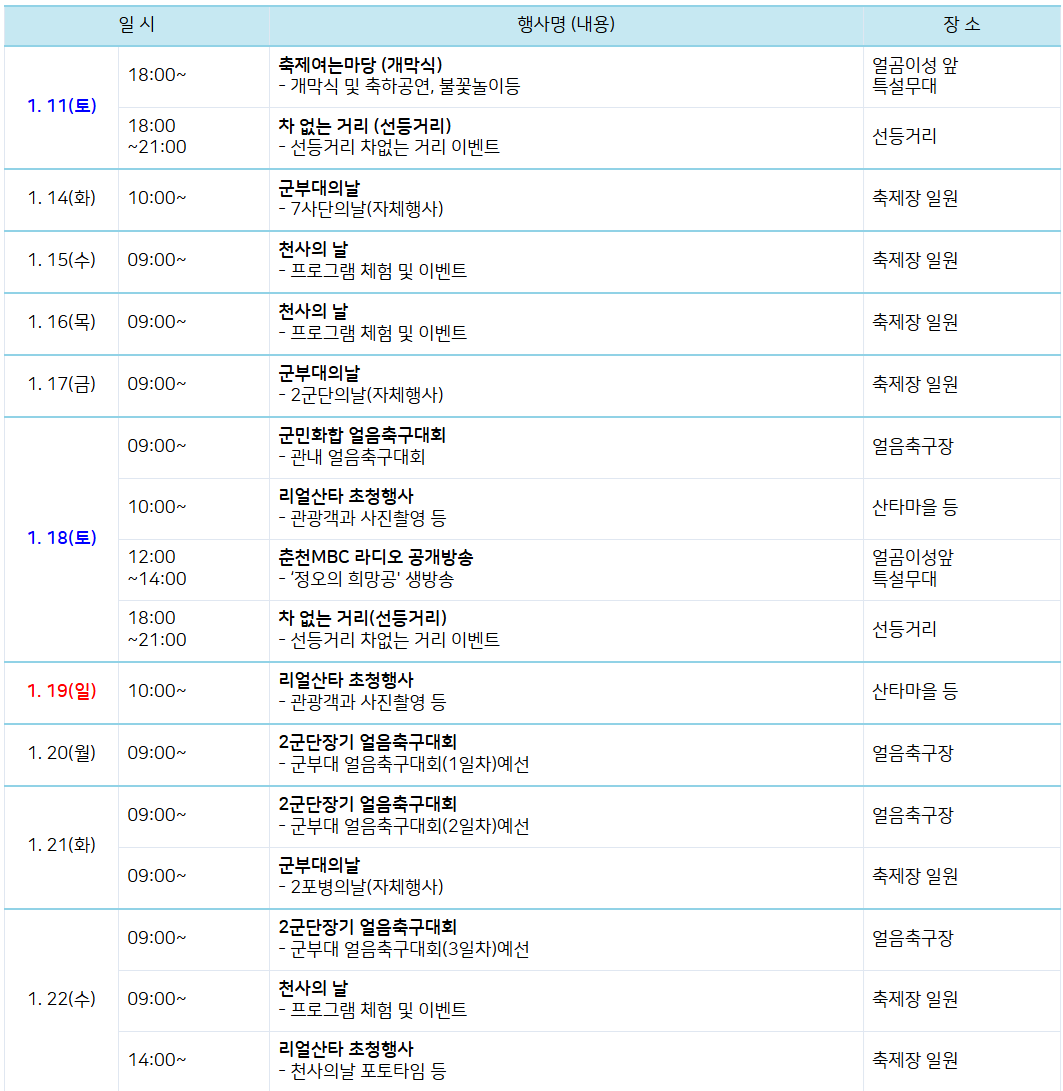 일 시 행사명 (내용) 장 소
1. 11(토)
18:00~
축제여는마당 (개막식)
- 개막식 및 축하공연, 불꽃놀이등
얼곰이성 앞
특설무대
18:00
~21:00
차 없는 거리 (선등거리)
- 선등거리 차없는 거리 이벤트
선등거리
1. 14(화)
10:00~
군부대의날
- 7사단의날(자체행사)
축제장 일원
1. 15(수)
09:00~
천사의 날
- 프로그램 체험 및 이벤트
축제장 일원
1. 16(목)
09:00~
천사의 날
- 프로그램 체험 및 이벤트
축제장 일원
1. 17(금)
09:00~
군부대의날
- 2군단의날(자체행사)
축제장 일원
1. 18(토)
09:00~
군민화합 얼음축구대회
- 관내 얼음축구대회
얼음축구장
10:00~
리얼산타 초청행사
- 관광객과 사진촬영 등
산타마을 등
12:00
~14:00
춘천MBC 라디오 공개방송
- ‘정오의 희망공' 생방송
얼곰이성앞
특설무대
18:00
~21:00
차 없는 거리(선등거리)
- 선등거리 차없는 거리 이벤트
선등거리
1. 19(일)
10:00~
리얼산타 초청행사
- 관광객과 사진촬영 등
산타마을 등
1. 20(월)
09:00~
2군단장기 얼음축구대회
- 군부대 얼음축구대회(1일차)예선
얼음축구장
1. 21(화)
09:00~
2군단장기 얼음축구대회
- 군부대 얼음축구대회(2일차)예선
얼음축구장
09:00~
군부대의날
- 2포병의날(자체행사)
축제장 일원
1. 22(수)
09:00~
2군단장기 얼음축구대회
- 군부대 얼음축구대회(3일차)예선
얼음축구장
09:00~
천사의 날
- 프로그램 체험 및 이벤트
축제장 일원
14:00~
리얼산타 초청행사
- 천사의날 포토타임 등
축제장 일원